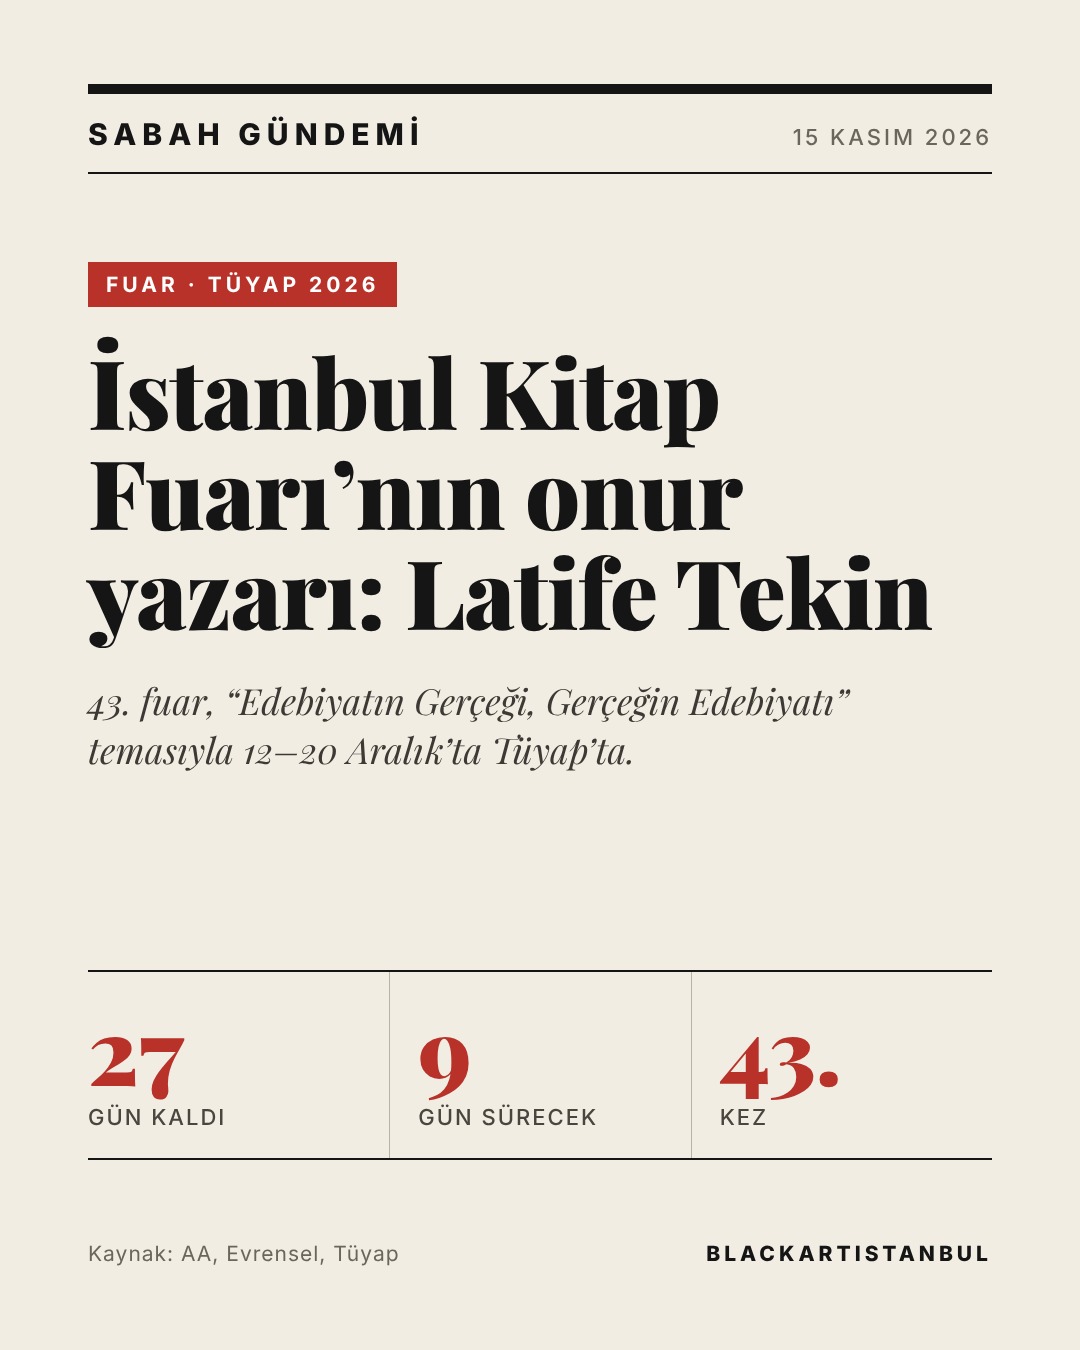 SABAH GÜNDEMİ
15 KASIM 2026
FUAR · TÜYAP 2026
İstanbul Kitap
Fuarı’nın onur
yazarı: Latife Tekin
43. fuar, “Edebiyatın Gerçeği, Gerçeğin Edebiyatı”
temasıyla 12–20 Aralık’ta Tüyap’ta.
27
GÜN KALDI
9
GÜN SÜRECEK
43.
KEZ
Kaynak: AA, Evrensel, Tüyap
BLACKARTISTANBUL